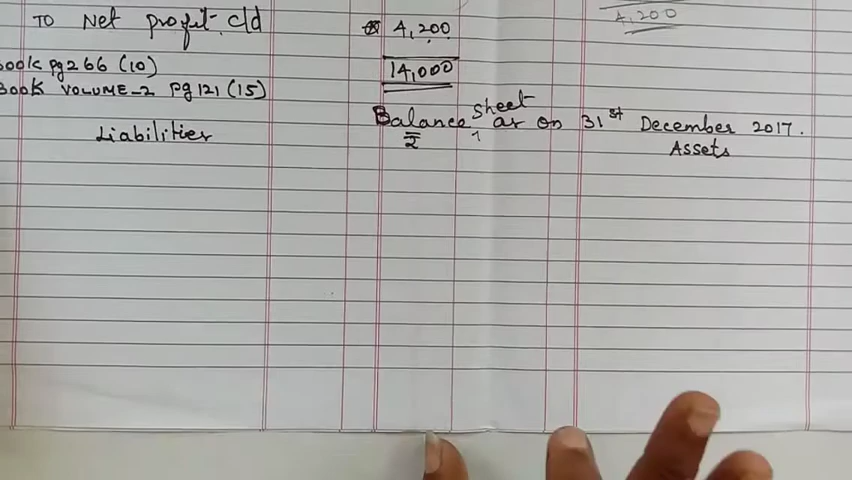 To Net profit c/d 4,200
4,200
Book pg 266 (10) 14,000
Book VOLUME-2 pg 121 (15)
Balance Sheet as on 31st December 2017.
Liabilities ₹ Assets